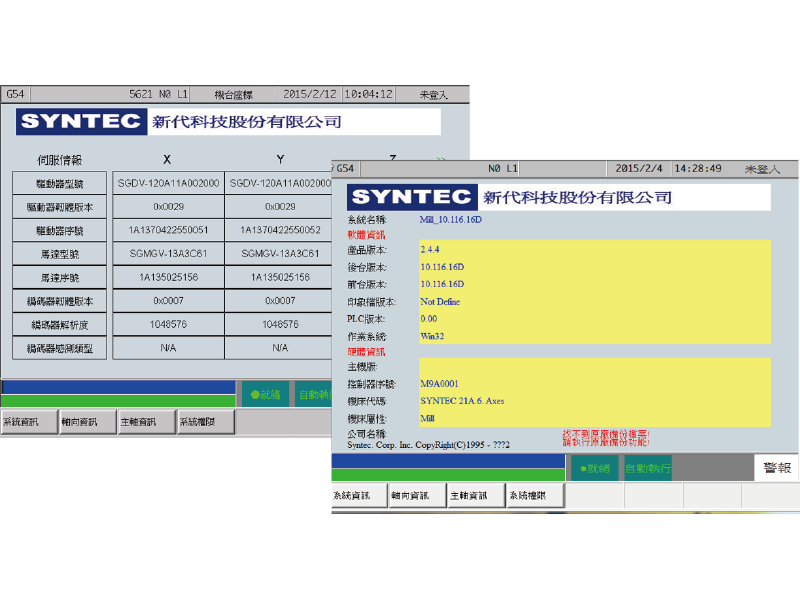 G54 5621 N0 L1 機台座標 2015/2/12 10:04:12 未登入
SYNTEC 新代科技股份有限公司
伺服情報 X Y Z >>
驅動器型號 SGDV-120A11A002000 SGDV-120A11A002000
驅動器軔體版本 0x0029 0x0029
驅動器序號 1A1370422550051 1A1370422550052
馬達型號 SGMGV-13A3C61 SGMGV-13A3C61
馬達序號 1A135025156 1A135025156
編碼器軔體版本 0x0007 0x0007
編碼器解析度 1048576 1048576
編碼器感測類型 N/A N/A
●就緒 自動執
系統資訊 軸向資訊 主軸資訊 系統權限
G54 N0 L1 2015/2/4 14:28:49 未登入
SYNTEC 新代科技股份有限公司
系統名稱: Mill_10.116.16D
軟體資訊
產品版本: 2.4.4
後台版本: 10.116.16D
前台版本: 10.116.16D
印象檔版本: Not Define
PLC版本: 0.00
作業系統: Win32
硬體資訊
主機版:
控制器序號: M9A0001
機床代碼: SYNTEC 21A.6. Axes
機床屬性: Mill
公司名稱: 找不到原廠備份檔案!
Syntec. Corp. Inc. CopyRight(C)1995 - ???2 請執行原廠備份功能!
●就緒 自動執行 警報
系統資訊 軸向資訊 主軸資訊 系統權限